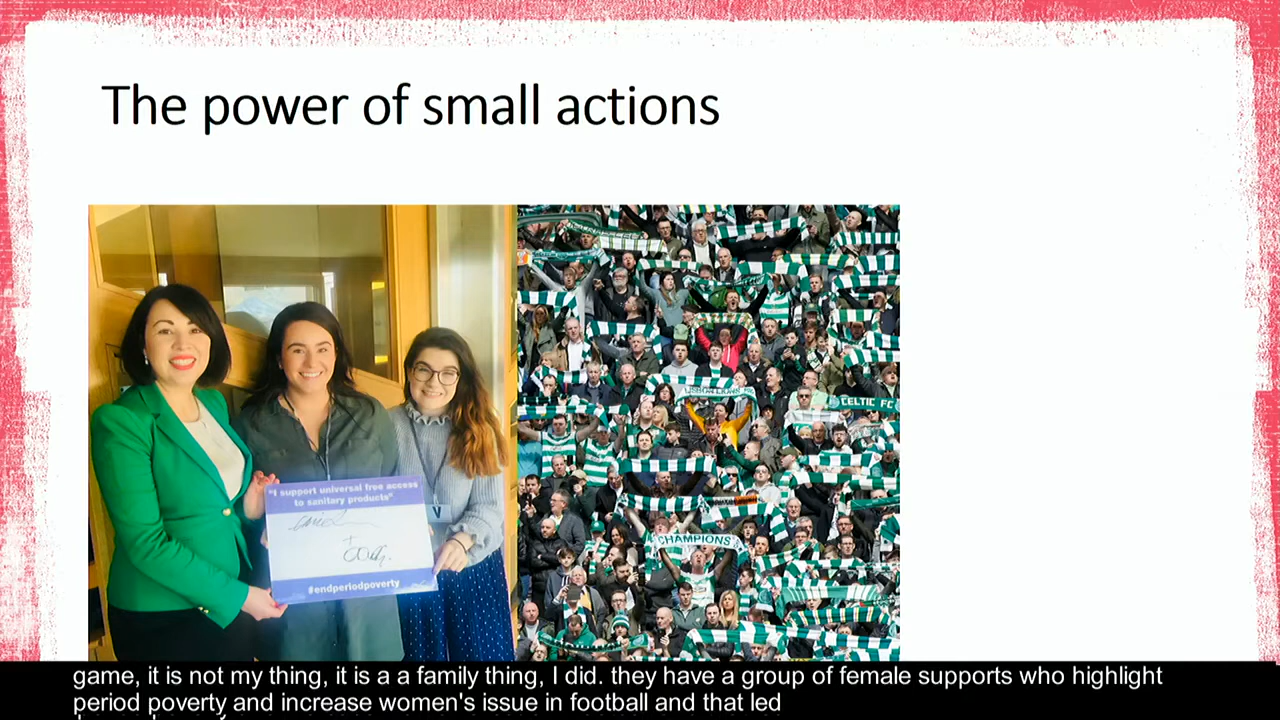 The power of small actions
"I support universal free access
to sanitary products"
#endperiodpoverty
CELTIC FC
CHAMPIONS
game, it is not my thing, it is a a family thing, I did. they have a group of female supports who highlight
period poverty and increase women's issue in football and that led